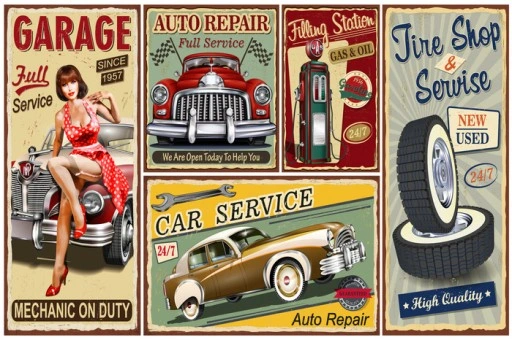 GARAGE
Full
Service
SINCE
1957
MECHANIC ON DUTY
AUTO REPAIR
Full Service
We Are Open Today To Help You
Filling Station
GAS & OIL
24/7
CAR SERVICE
24/7
Auto Repair
Tire Shop
&
Servise
NEW
USED
24/7
High Quality